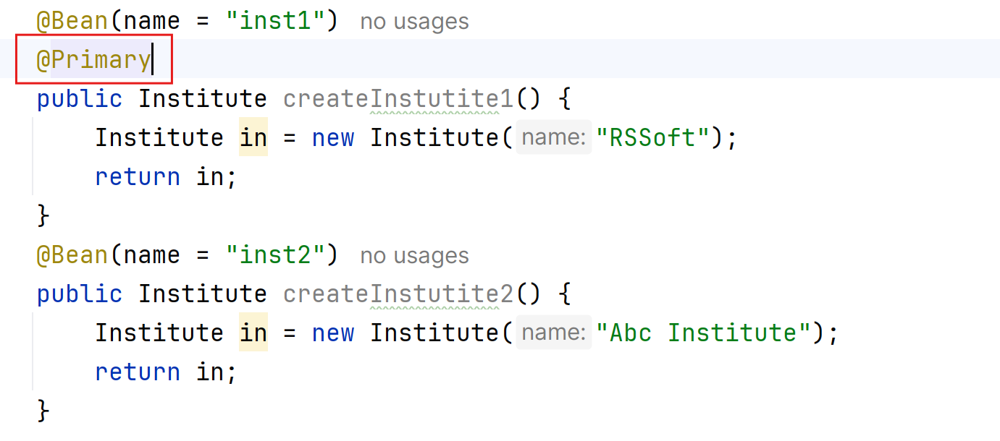 @Bean(name = "inst1") no usages
@Primary
public Institute createInstutite1() {
Institute in = new Institute( name: "RSSoft");
return in;
}
@Bean(name = "inst2") no usages
public Institute createInstutite2() {
Institute in = new Institute( name: "Abc Institute");
return in;
}